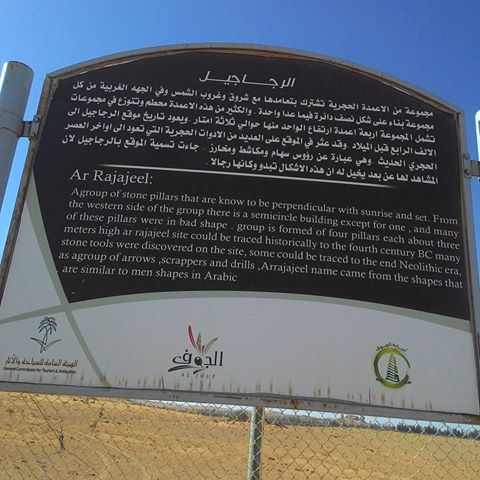 الرجاجيل
مجموعة من الاعمدة الحجرية تشترك بتعامدها مع شروق وغروب الشمس وفي الجهه الغربية من كل
مجموعة بناء على شكل نصف دائرة فيما عدا واحدة . والكثير من هذه الاعمدة محطم وتتوزع في مجموعات
تشمل المجموعة اربعة اعمدة ارتفاع الواحد منها حوالي ثلاثة امتار . ويعود تاريخ موقع الرجاجيل الى
الالف الرابع قبل الميلاد . وقد عثر في الموقع على العديد من الادوات الحجرية التي تعود الى اواخر العصر
الحجري الحديث . وهي عبارة عن رؤوس سهام ومكاشط ومخارز . جاءت تسمية الموقع بالرجاجيل لان
المشاهد لها عن بعد يخيل له ان هذه الاشكال تبدو وكأنها رجالا .
Ar Rajajeel:
Agroup of stone pillars that are know to be perpendicular with sunrise and set. From
the western side of the group there is a semicircle building except for one , and many
of these pillars were in bad shape . group is formed of four pillars each about three
meters high ar rajajeel site could be traced historically to the fourth century BC many
stone tools were discovered on the site, some could be traced to the end Neolithic era,
as agroup of arrows ,scrappers and drills ,Arrajajeel name came from the shapes that
are similar to men shapes in Arabic
الهيئة العامة للسياحة والآثار
General Commission for Tourism & Antiquities
الجوف
AL JOUF
أمانة الجوف